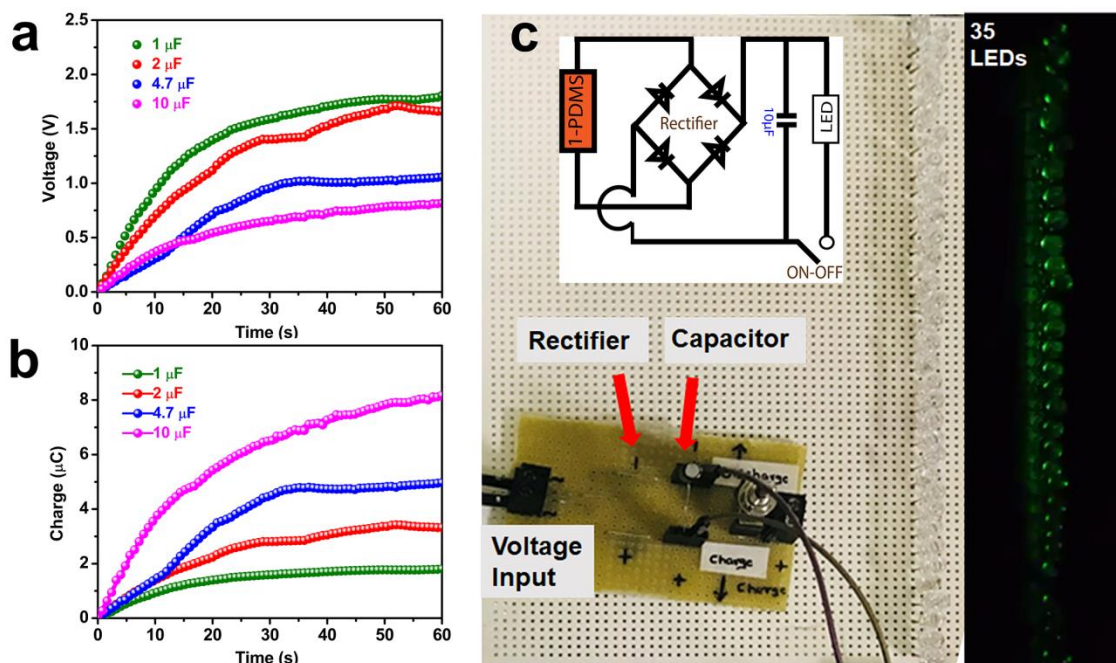 a
2.5
2.0
1.5
1.0
0.5
0.0
Voltage (V)
1 μF
2 μF
4.7 μF
10 μF
0 10 20 30 40 50 60
Time (s)
b
10
8
6
4
2
0
Charge (μC)
1 μF
2 μF
4.7 μF
10 μF
0 10 20 30 40 50 60
Time (s)
c
1-PDMS
Rectifier
10μF
LED
ON-OFF
Rectifier
Capacitor
Voltage
Input
-
+
charge
+
+
Charge
35
LEDs